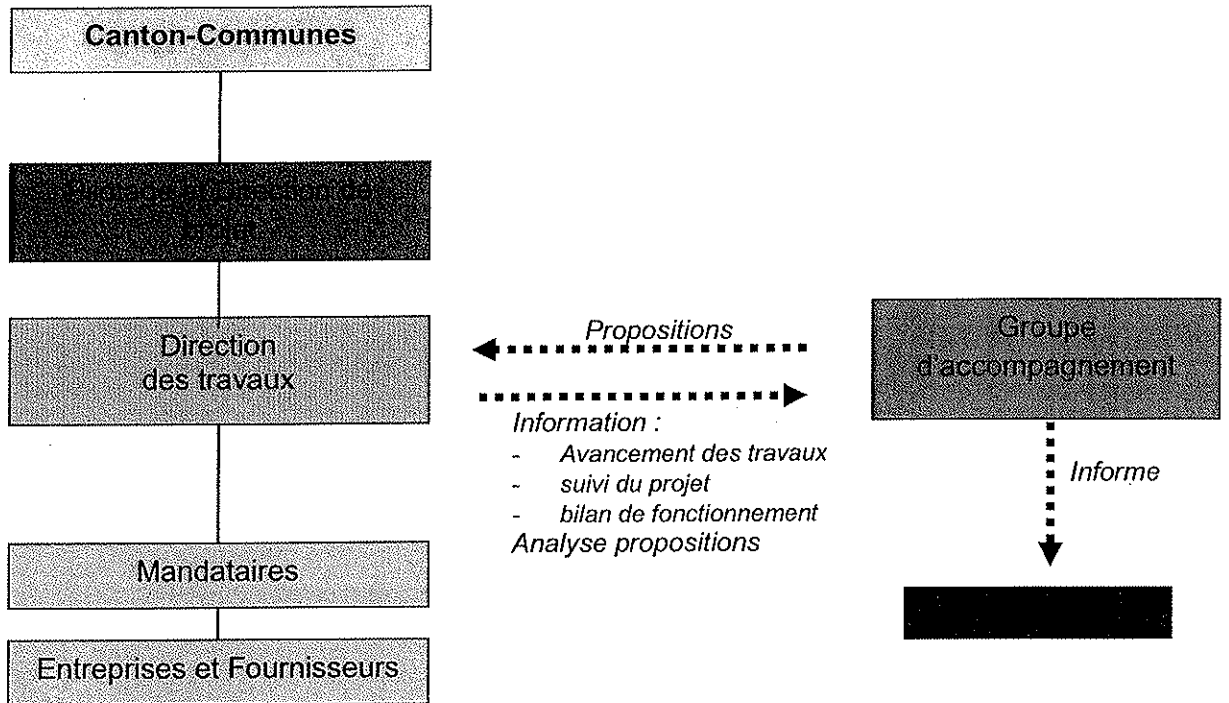 Canton-Communes
Direction
des travaux
Propositions
Groupe
d'accompagnement
Information :
- Avancement des travaux
- suivi du projet
- bilan de fonctionnement
Analyse propositions
Informe
Mandataires
Entreprises et Fournisseurs